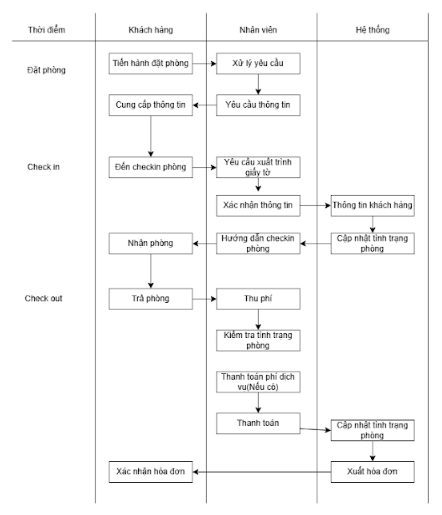 Thời điểm Khách hàng Nhân viên Hệ thống
Đặt phòng
Tiến hành đặt phòng
Xử lý yêu cầu
Cung cấp thông tin
Yêu cầu thông tin
Check in
Đến checkin phòng
Yêu cầu xuất trình
giấy tờ
Xác nhận thông tin
Thông tin khách hàng
Nhận phòng
Hướng dẫn checkin
phòng
Cập nhật tình trạng
phòng
Check out
Trả phòng
Thu phí
Kiểm tra tình trạng
phòng
Thanh toán phí dịch
vụ(Nếu có)
Thanh toán
Cập nhật tình trạng
phòng
Xác nhận hóa đơn
Xuất hóa đơn